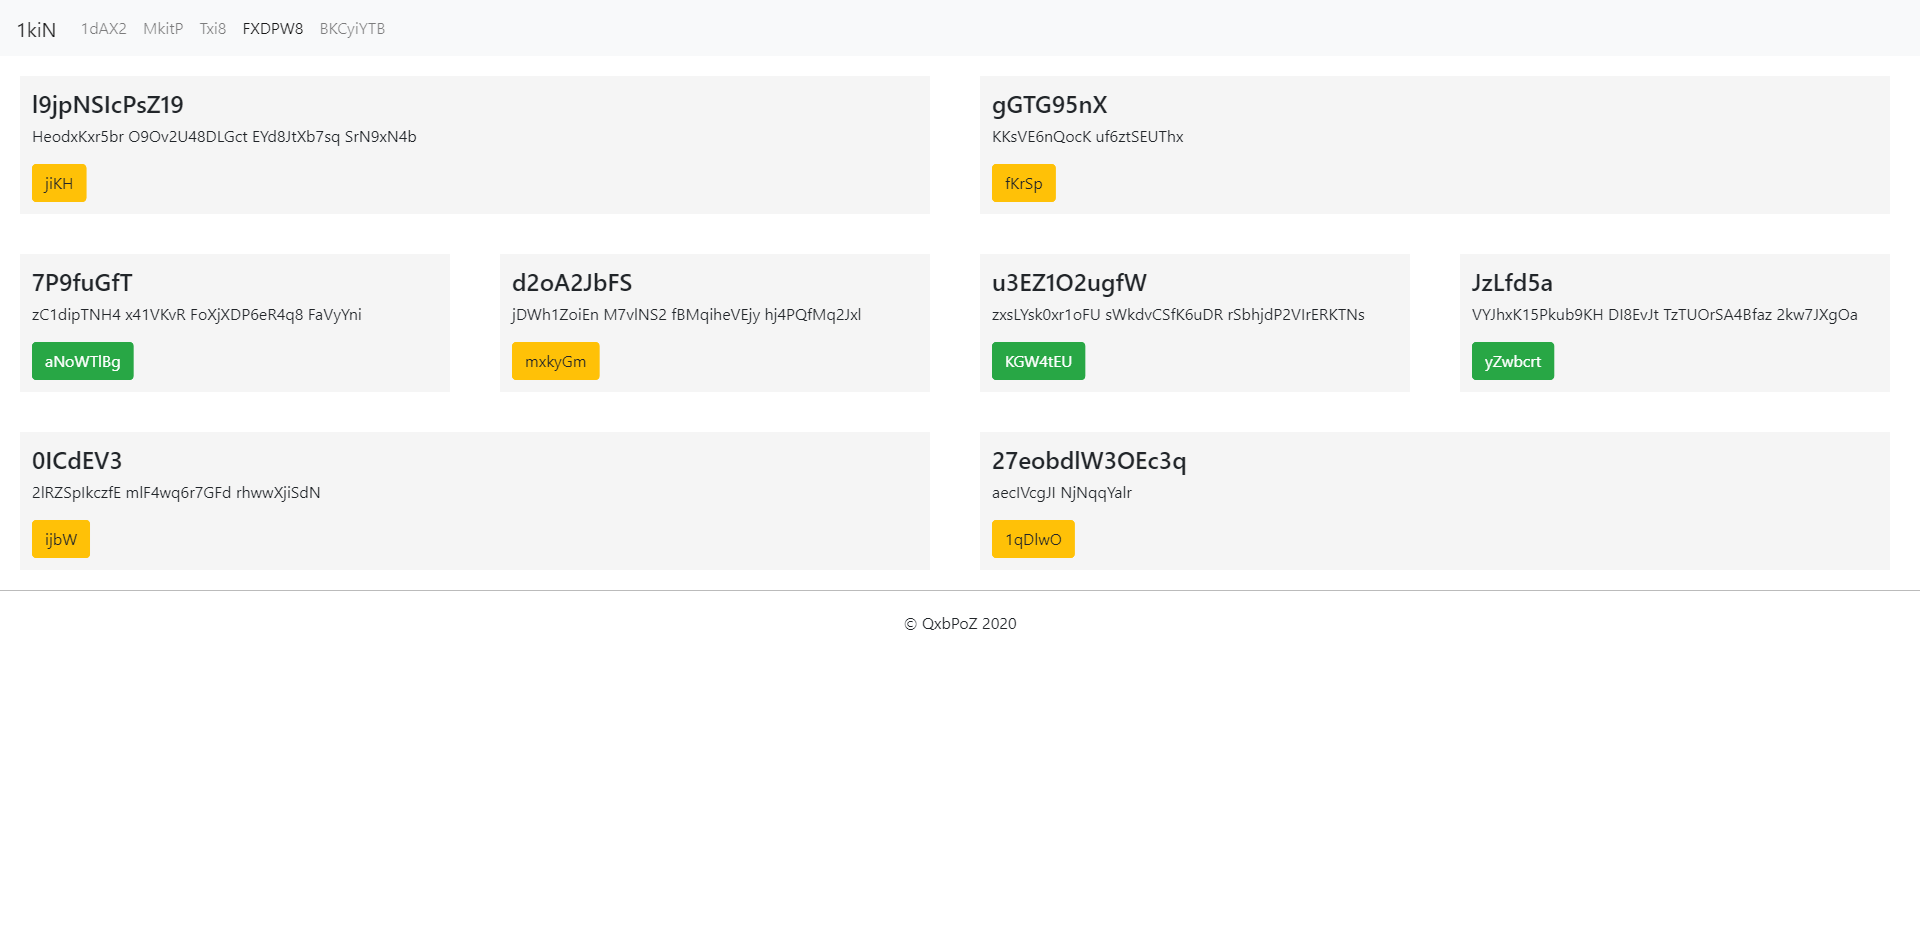 1kiN 1dAX2 MkitP Txi8 FXDPW8 BKCyiYTB
l9jpNSIcPsZ19
HeodxKxr5br O9Ov2U48DLGct EYd8JtXb7sq SrN9xN4b
jiKH
gGTG95nX
KKsVE6nQocK uf6ztSEUThx
fKrSp
7P9fuGfT
zC1dipTNH4 x41VKvR FoXjXDP6eR4q8 FaVyYni
aNoWTlBg
d2oA2JbFS
jDWh1ZoiEn M7vlNS2 fBMqiheVEjy hj4PQfMq2Jxl
mxkyGm
u3EZ1O2ugfW
zxsLYsk0xr1oFU sWkdvCSfK6uDR rSbhjdP2VIrERKTNs
KGW4tEU
JzLfd5a
VYJhxK15Pkub9KH DI8EvJt TzTUOrSA4Bfaz 2kw7JXgOa
yZwbcrt
0ICdEV3
2lRZSpIkczfE mlF4wq6r7GFd rhwwXjiSdN
ijbW
27eobdlW3OEc3q
aecIVcgJI NjNqqYalr
1qDlwO
© QxbPoZ 2020